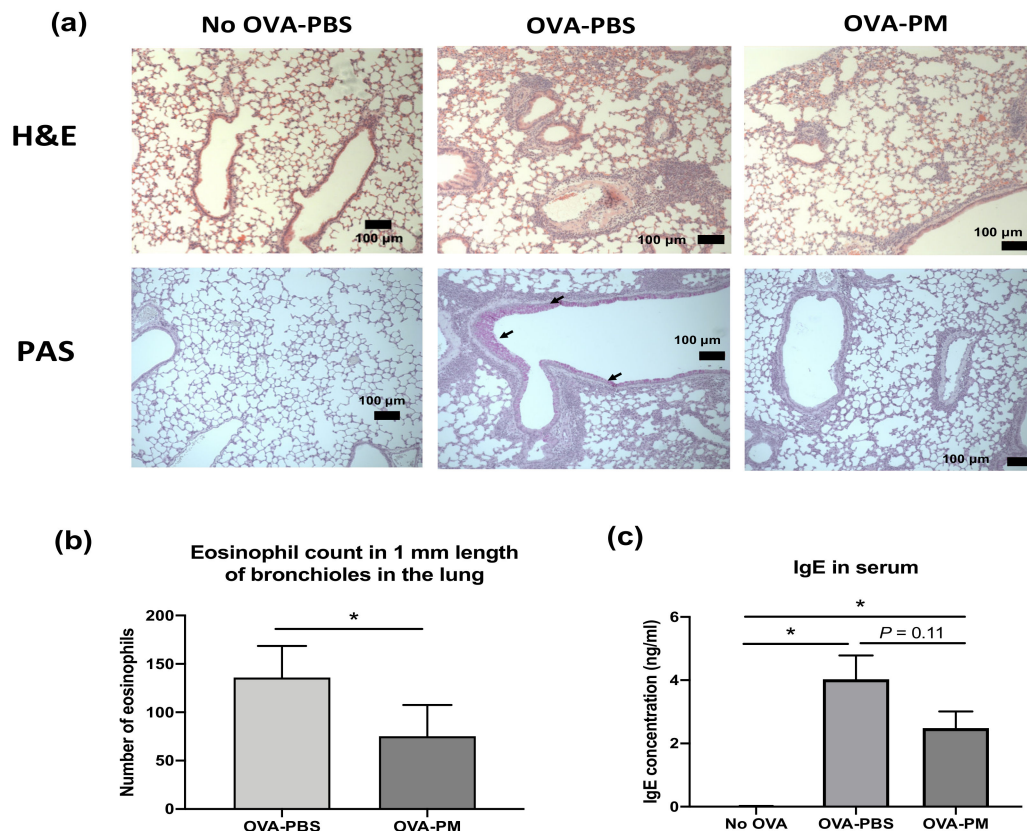 (a)
No OVA-PBS
OVA-PBS
OVA-PM
H&E
100 µm
100 µm
100 µm
PAS
100 µm
100 µm
100 µm
(b)
Eosinophil count in 1 mm length
of bronchioles in the lung
Number of eosinophils
200
150
100
50
0
*
OVA-PBS
OVA-PM
(c)
IgE in serum
IgE concentration (ng/ml)
6
4
2
0
*
*
P = 0.11
No OVA
OVA-PBS
OVA-PM